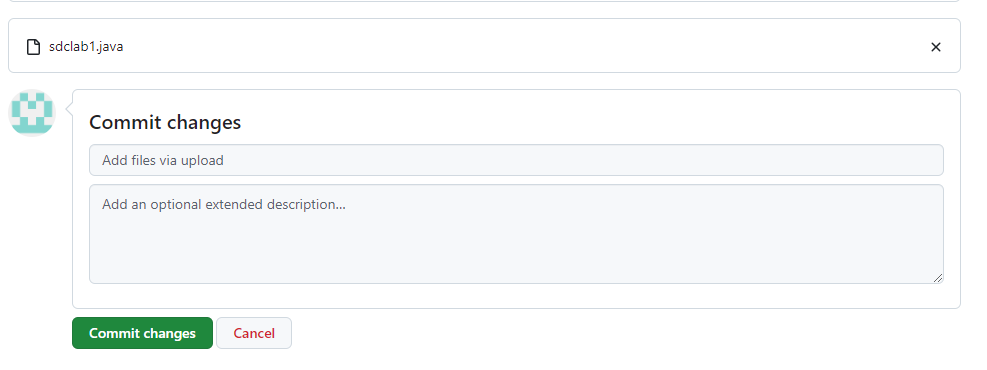 sdclab1.java
Commit changes
Add files via upload
Add an optional extended description...
Commit changes
Cancel